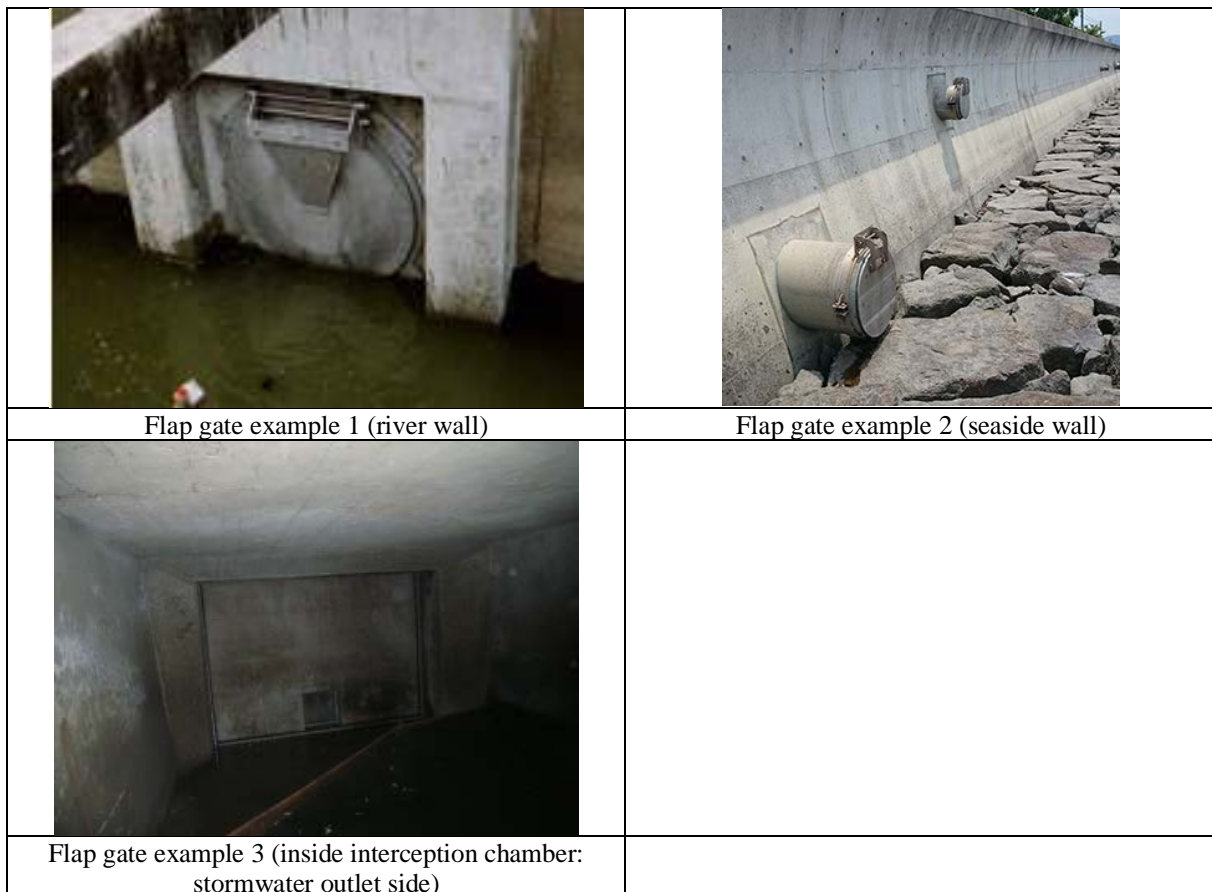 Flap gate example 1 (river wall)
Flap gate example 2 (seaside wall)
Flap gate example 3 (inside interception chamber:
stormwater outlet side)